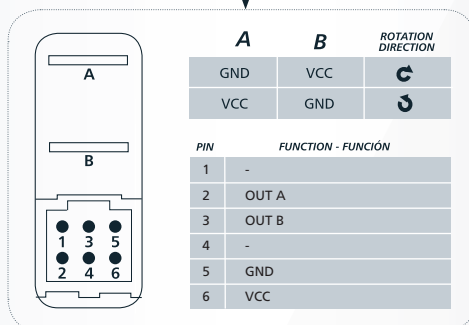 A
B
1 3 5
2 4 6
A B ROTATION DIRECTION
GND VCC
VCC GND
PIN FUNCTION - FUNCIÓN
1 -
2 OUT A
3 OUT B
4 -
5 GND
6 VCC